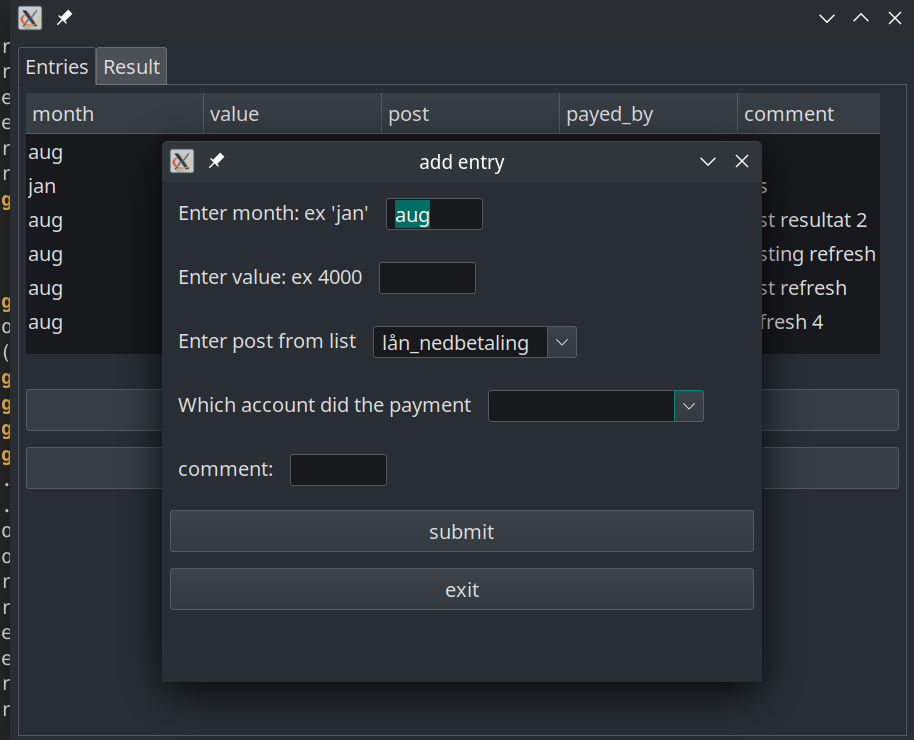 Entries Result
month value post payed_by comment
aug
add entry
jan
Enter month: ex 'jan' aug
aug st resultat 2
aug sting refresh
Enter value: ex 4000
aug st refresh
aug fresh 4
Enter post from list lån_nedbetaling
Which account did the payment
comment:
submit
exit